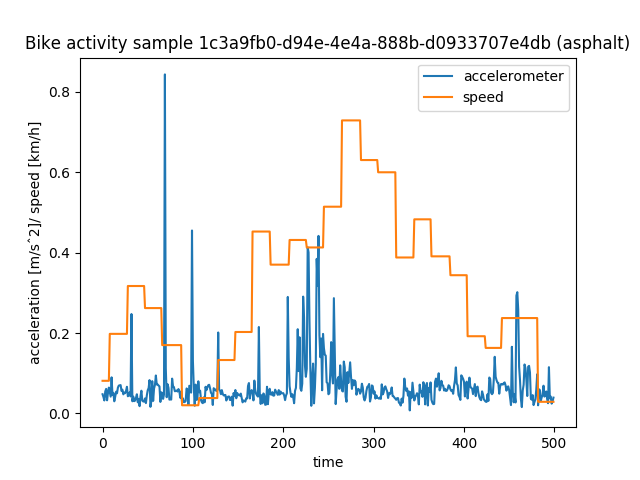 Bike activity sample 1c3a9fb0-d94e-4e4a-888b-d0933707e4db (asphalt)
accelerometer
speed
acceleration [m/s^2]/ speed [km/h]
0.8
0.6
0.4
0.2
0.0
0 100 200 300 400 500
time